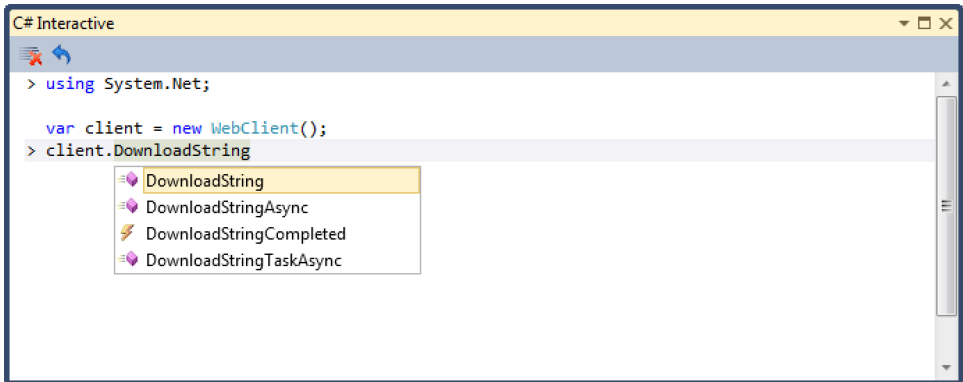 C# Interactive
> using System.Net;
var client = new WebClient();
> client.DownloadString
DownloadString
DownloadStringAsync
DownloadStringCompleted
DownloadStringTaskAsync